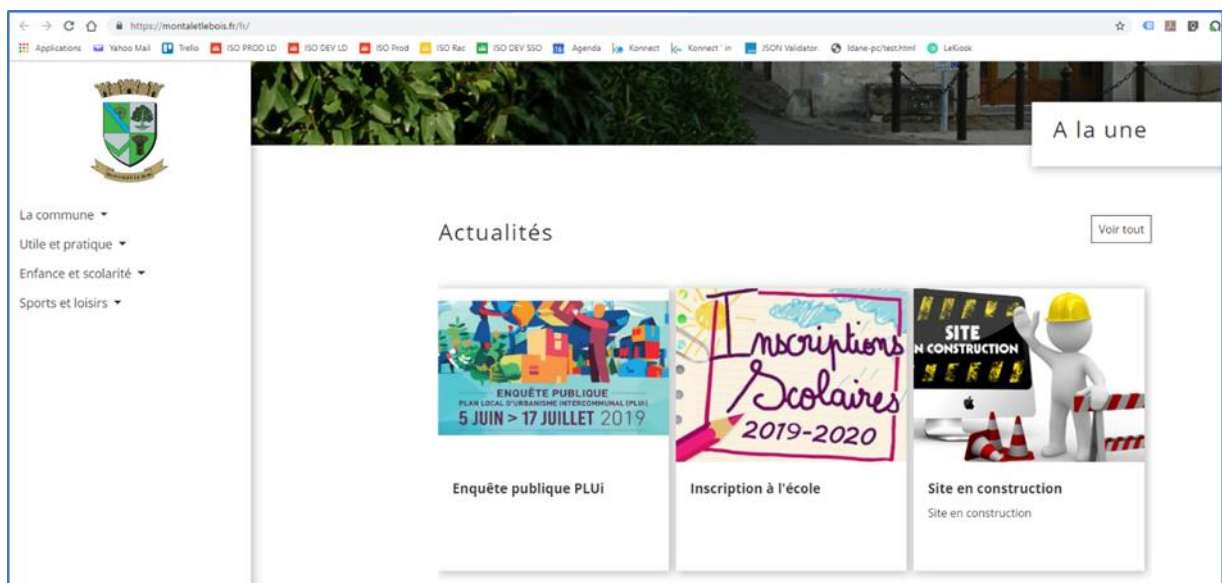 https://montaletlebois.fr/fr/
Applications Yahoo Mail Trello ISO PROD LD ISO DEV LD ISO Prod ISO Rac ISO DEV SSO Agenda Konnect Konnect'in JSON Validator. ldane-pc/test.html LeKiosk
MONTALET LE BOIS
A la une
La commune
Utile et pratique
Enfance et scolarité
Sports et loisirs
Actualités
Voir tout
ENQUÊTE PUBLIQUE
PLAN LOCAL D'URBANISME INTERCOMMUNAL (PLUi)
5 JUIN > 17 JUILLET 2019
Inscriptions
Scolaires
2019-2020
SITE
N CONSTRUCTION
Enquête publique PLUi
Inscription à l'école
Site en construction
Site en construction